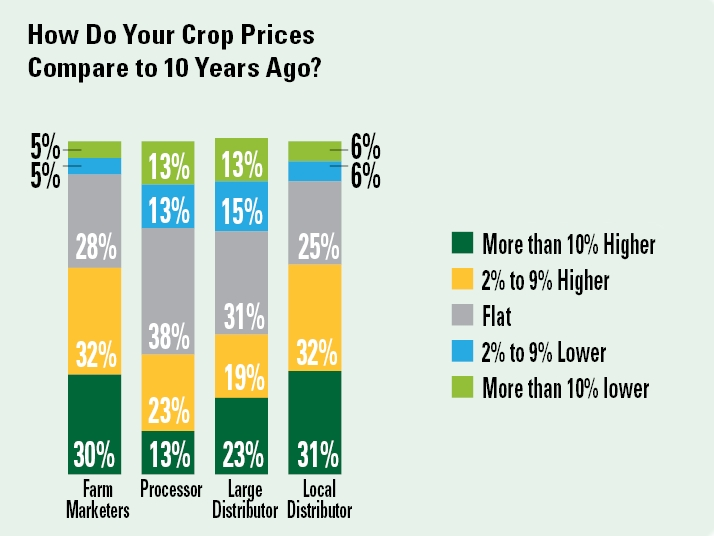 How Do Your Crop Prices
Compare to 10 Years Ago?
5%
5%
28%
32%
30%
13%
13%
38%
23%
13%
13%
15%
31%
19%
23%
6%
6%
25%
32%
31%
Farm
Marketers
Processor
Large
Distributor
Local
Distributor
More than 10% Higher
2% to 9% Higher
Flat
2% to 9% Lower
More than 10% lower